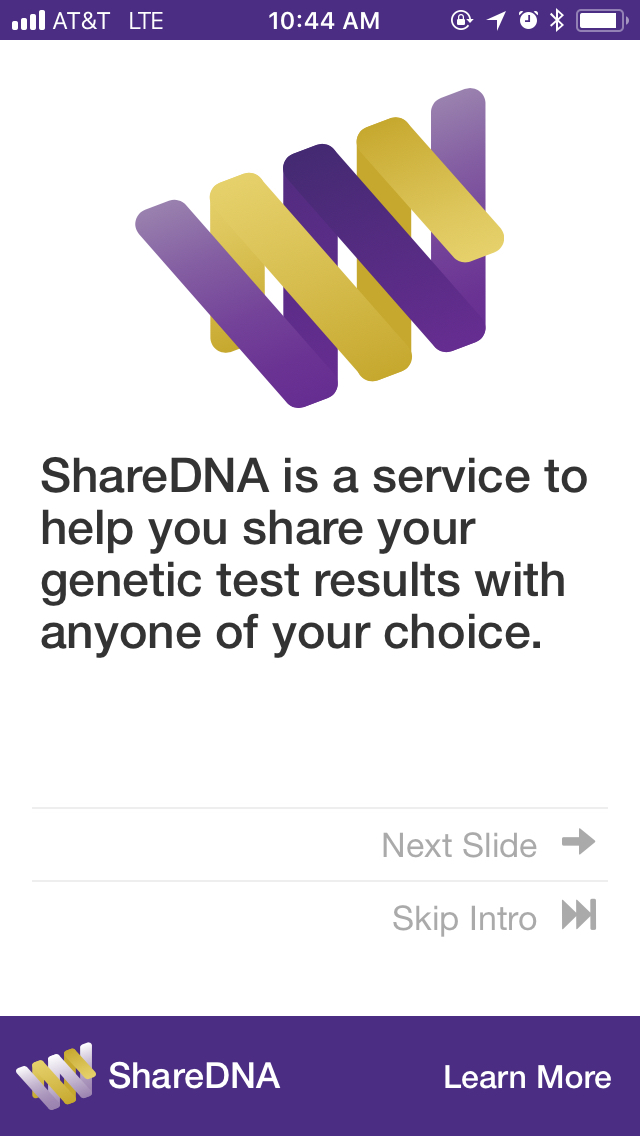 AT&T LTE 10:44 AM
ShareDNA is a service to
help you share your
genetic test results with
anyone of your choice.
Next Slide
Skip Intro
ShareDNA Learn More